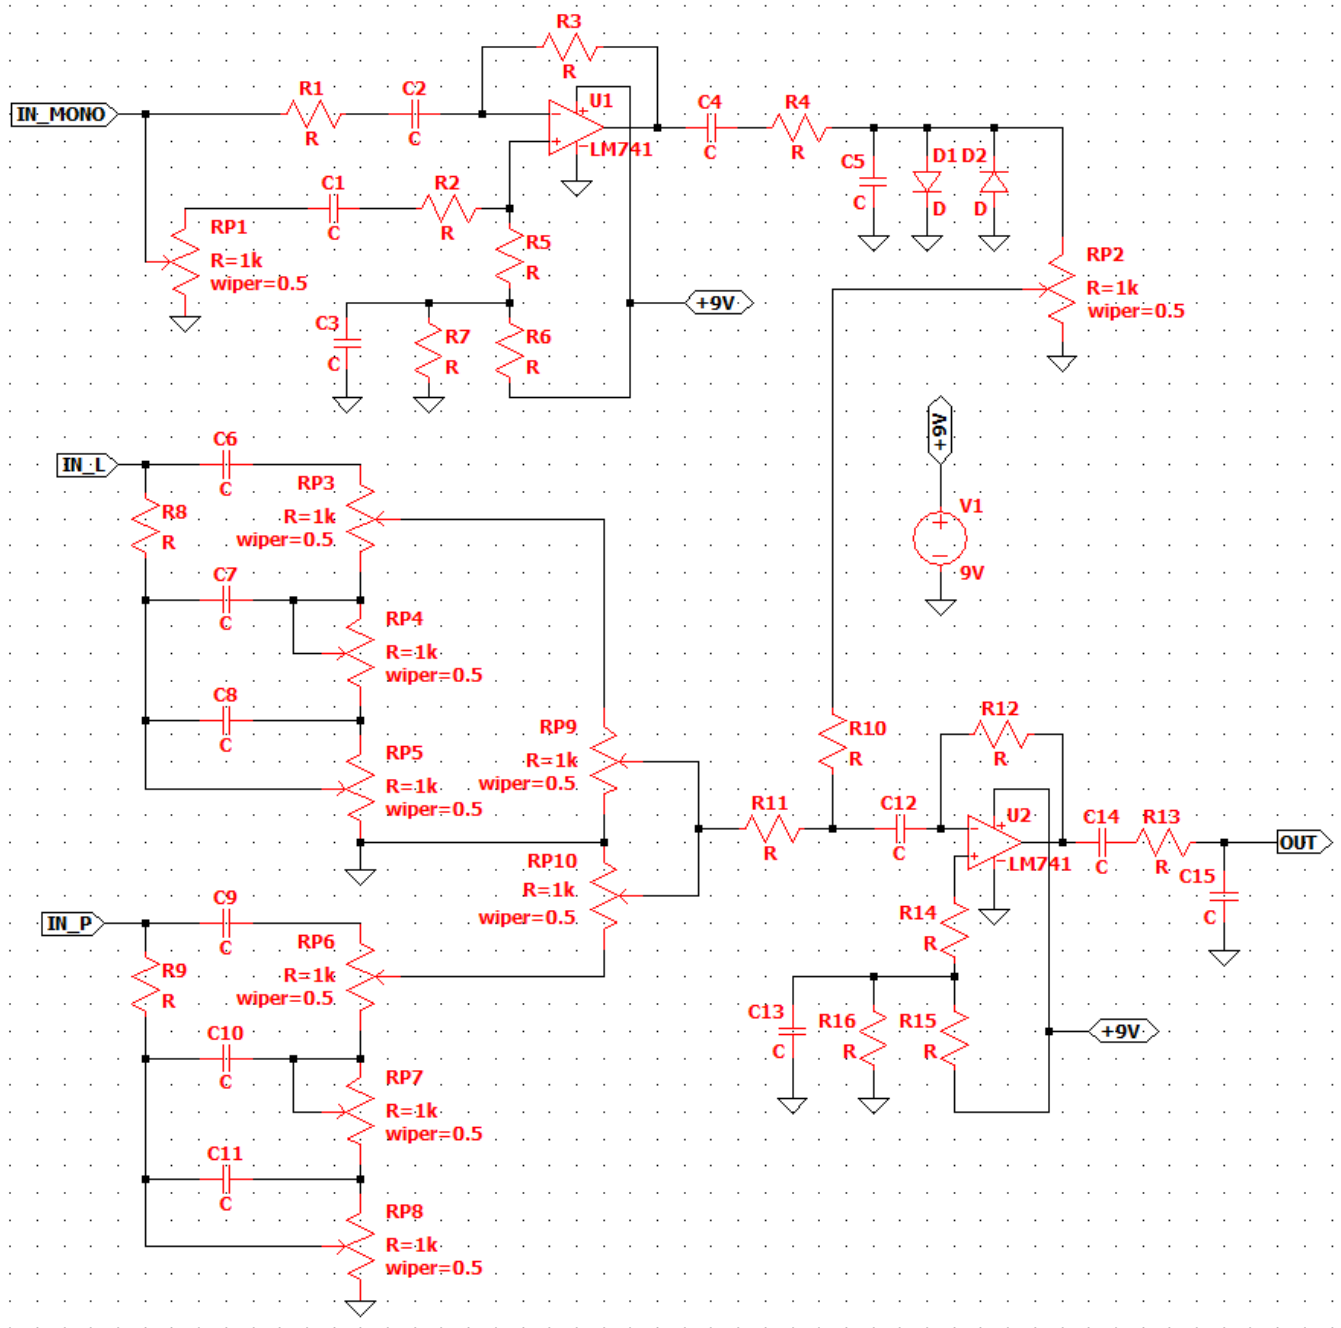 R3
R
R1
R
C2
C
U1
LM741
IN_MONO
C4
C
R4
R
C5
C
D1
D
D2
D
C1
C
R2
R
RP1
R=1k
wiper=0.5
R5
R
RP2
R=1k
wiper=0.5
C3
C
R7
R
R6
R
+9V
+9V
V1
9V
IN_L
C6
C
R8
R
RP3
R=1k
wiper=0.5
C7
C
RP4
R=1k
wiper=0.5
C8
C
RP5
R=1k
wiper=0.5
RP9
R=1k
wiper=0.5
RP10
R=1k
wiper=0.5
R10
R
R11
R
R12
R
C12
C
U2
LM741
C14
C
R13
R
C15
C
OUT
R14
R
C13
C
R16
R
R15
R
+9V
IN_P
C9
C
R9
R
RP6
R=1k
wiper=0.5
C10
C
RP7
R=1k
wiper=0.5
C11
C
RP8
R=1k
wiper=0.5